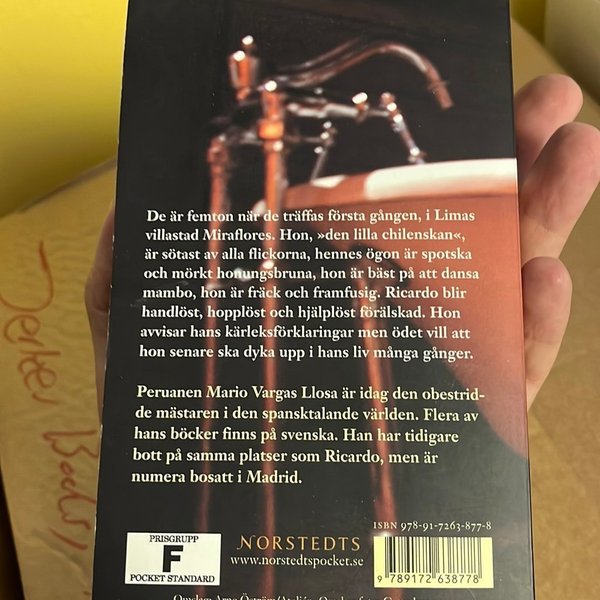 De är femton när de träffas första gången, i Limas
villastad Miraflores. Hon, »den lilla chilenskan«,
är sötast av alla flickorna, hennes ögon är spotska
och mörkt honungsbruna, hon är bäst på att dansa
mambo, hon är fräck och framfusig. Ricardo blir
handlöst, hopplöst och hjälplöst förälskad. Hon
avvisar hans kärleksförklaringar men ödet vill att
hon senare ska dyka upp i hans liv många gånger.
Peruanen Mario Vargas Llosa är idag den obestrid-
de mästaren i den spansktalande världen. Flera av
hans böcker finns på svenska. Han har tidigare
bott på samma platser som Ricardo, men är
numera bosatt i Madrid.
ISBN 978-91-7263-877-8
PRISGRUPP
F
POCKET STANDARD
NORSTEDTS
www.norstedtspocket.se
9 789172 638778